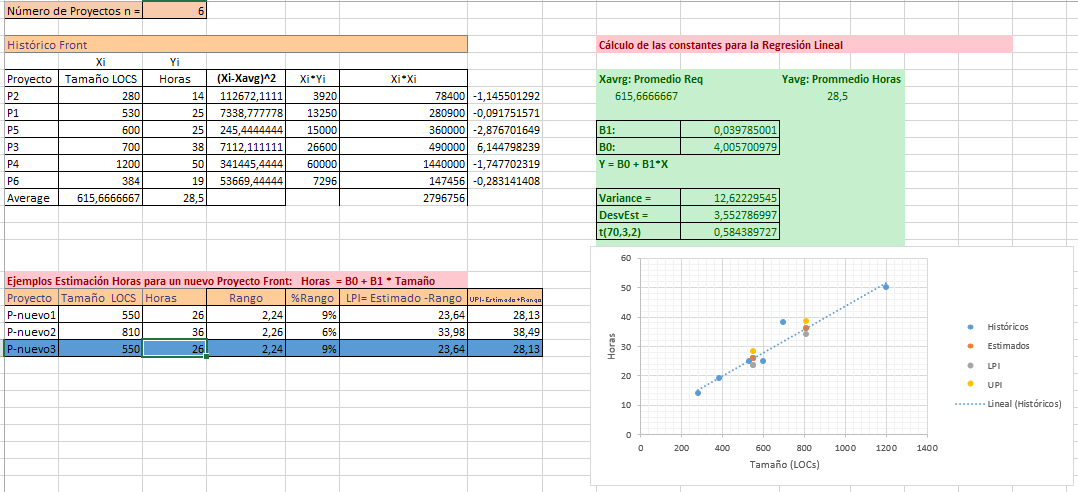 Número de Proyectos n = 6
Histórico Front
Xi Yi
Proyecto Tamaño LOCS Horas (Xi-Xavg)^2 Xi*Yi Xi*Xi
P2 280 14 112672,1111 3920 78400 -1,145501292
P1 530 25 7338,777778 13250 280900 -0,091751571
P5 600 25 245,4444444 15000 360000 -2,876701649
P3 700 38 7112,111111 26600 490000 6,144798239
P4 1200 50 341445,4444 60000 1440000 -1,747702319
P6 384 19 53669,44444 7296 147456 -0,283141408
Average 615,6666667 28,5 2796756
Cálculo de las constantes para la Regresión Lineal
Xavrg: Promedio Req Yavg: Prommedio Horas
615,6666667 28,5
B1: 0,039785001
B0: 4,005700979
Y = B0 + B1*X
Variance = 12,62229545
DesvEst = 3,552786997
t(70,3,2) 0,584389727
Ejemplos Estimación Horas para un nuevo Proyecto Front: Horas = B0 + B1 * Tamaño
Proyecto Tamaño LOCS Horas Rango %Rango LPI= Estimado -Rango UPI- Estimado +Rango
P-nuevo1 550 26 2,24 9% 23,64 28,13
P-nuevo2 810 36 2,26 6% 33,98 38,49
P-nuevo3 550 26 2,24 9% 23,64 28,13
60
50
40
30
20
10
0
Horas
0 200 400 600 800 1000 1200 1400
Tamaño (LOCs)
Históricos
Estimados
LPI
UPI
Lineal (Históricos)